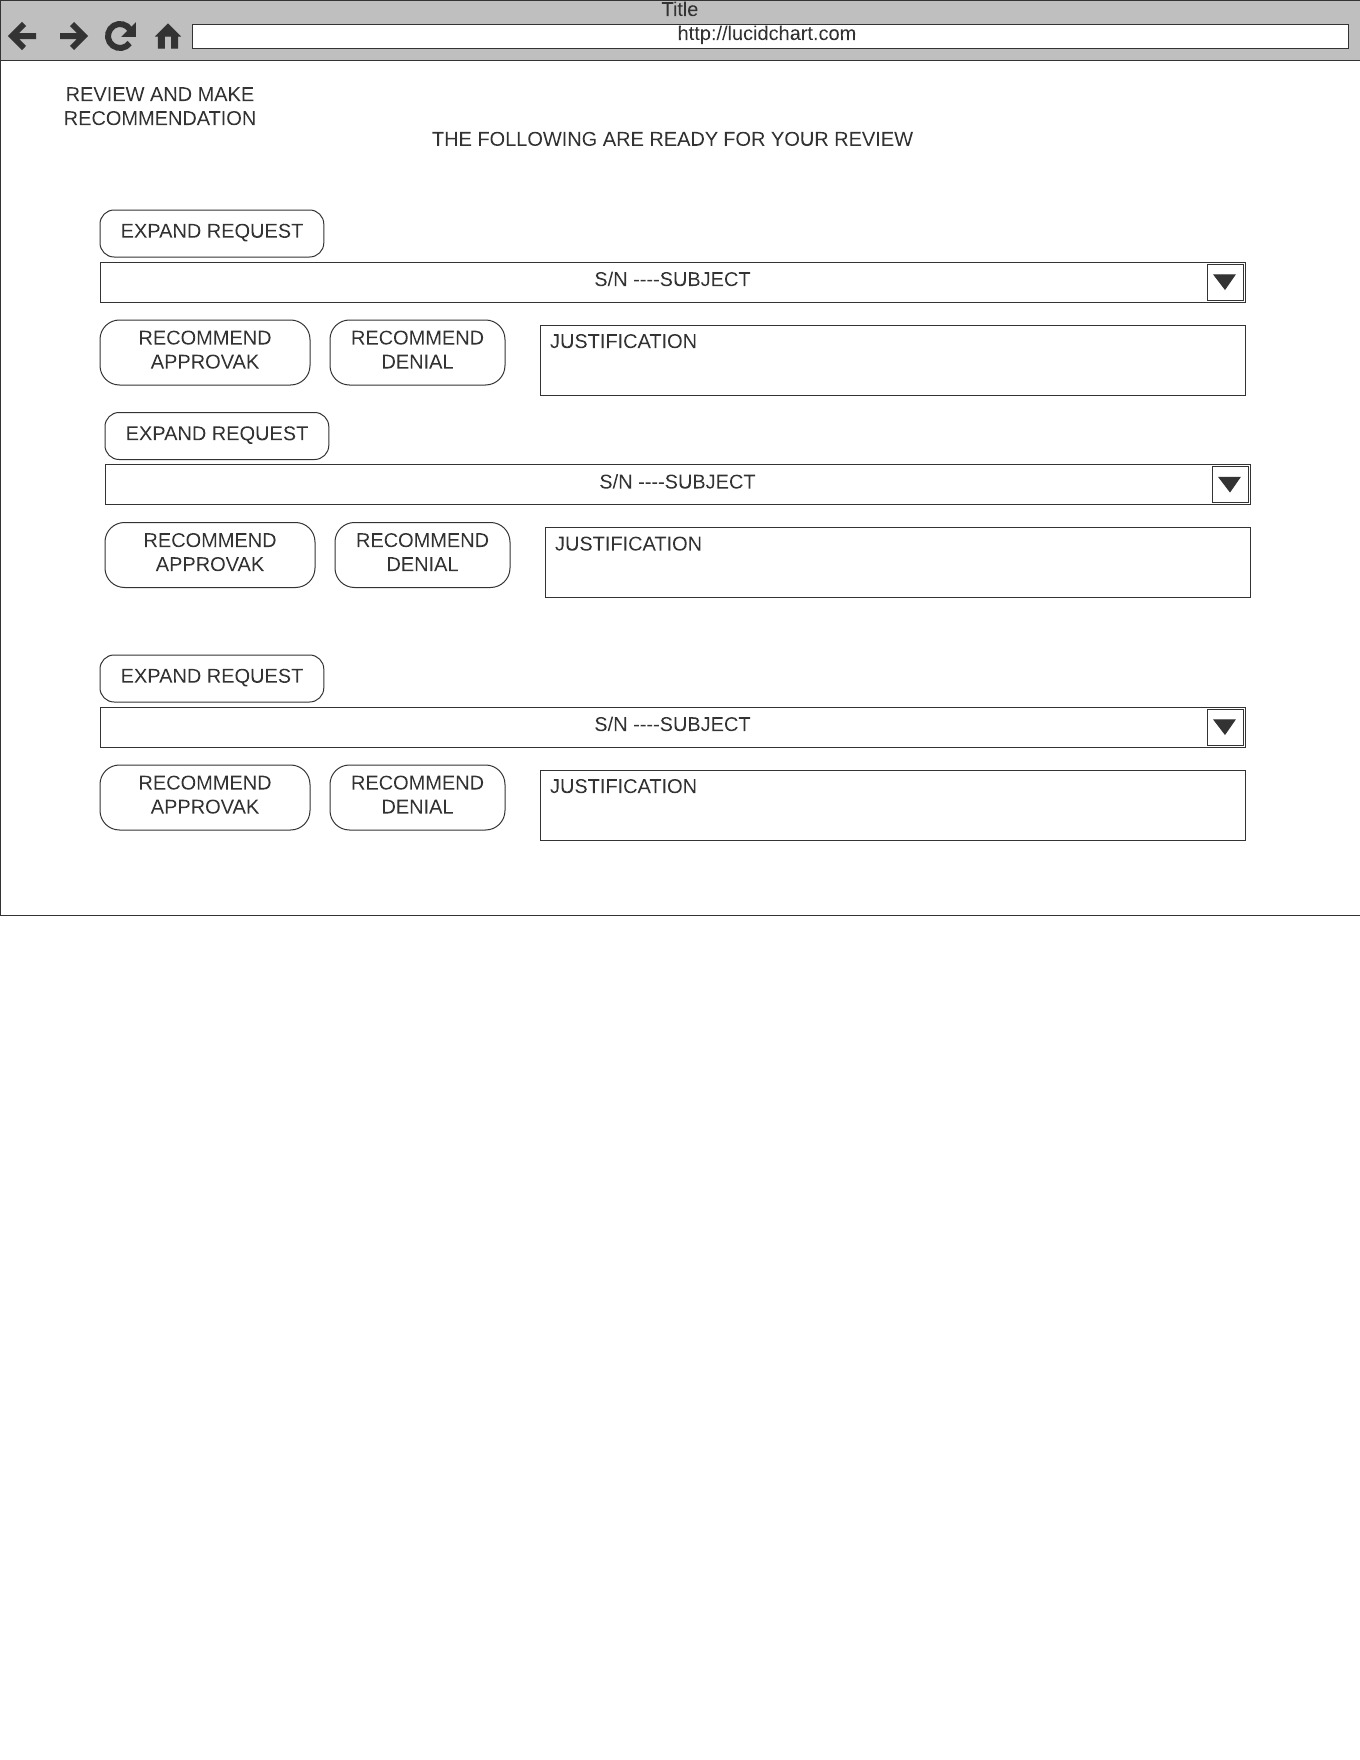 Title
http://lucidchart.com
REVIEW AND MAKE
RECOMMENDATION
THE FOLLOWING ARE READY FOR YOUR REVIEW
EXPAND REQUEST
S/N ----SUBJECT
RECOMMEND
APPROVAK
RECOMMEND
DENIAL
JUSTIFICATION
EXPAND REQUEST
S/N ----SUBJECT
RECOMMEND
APPROVAK
RECOMMEND
DENIAL
JUSTIFICATION
EXPAND REQUEST
S/N ----SUBJECT
RECOMMEND
APPROVAK
RECOMMEND
DENIAL
JUSTIFICATION